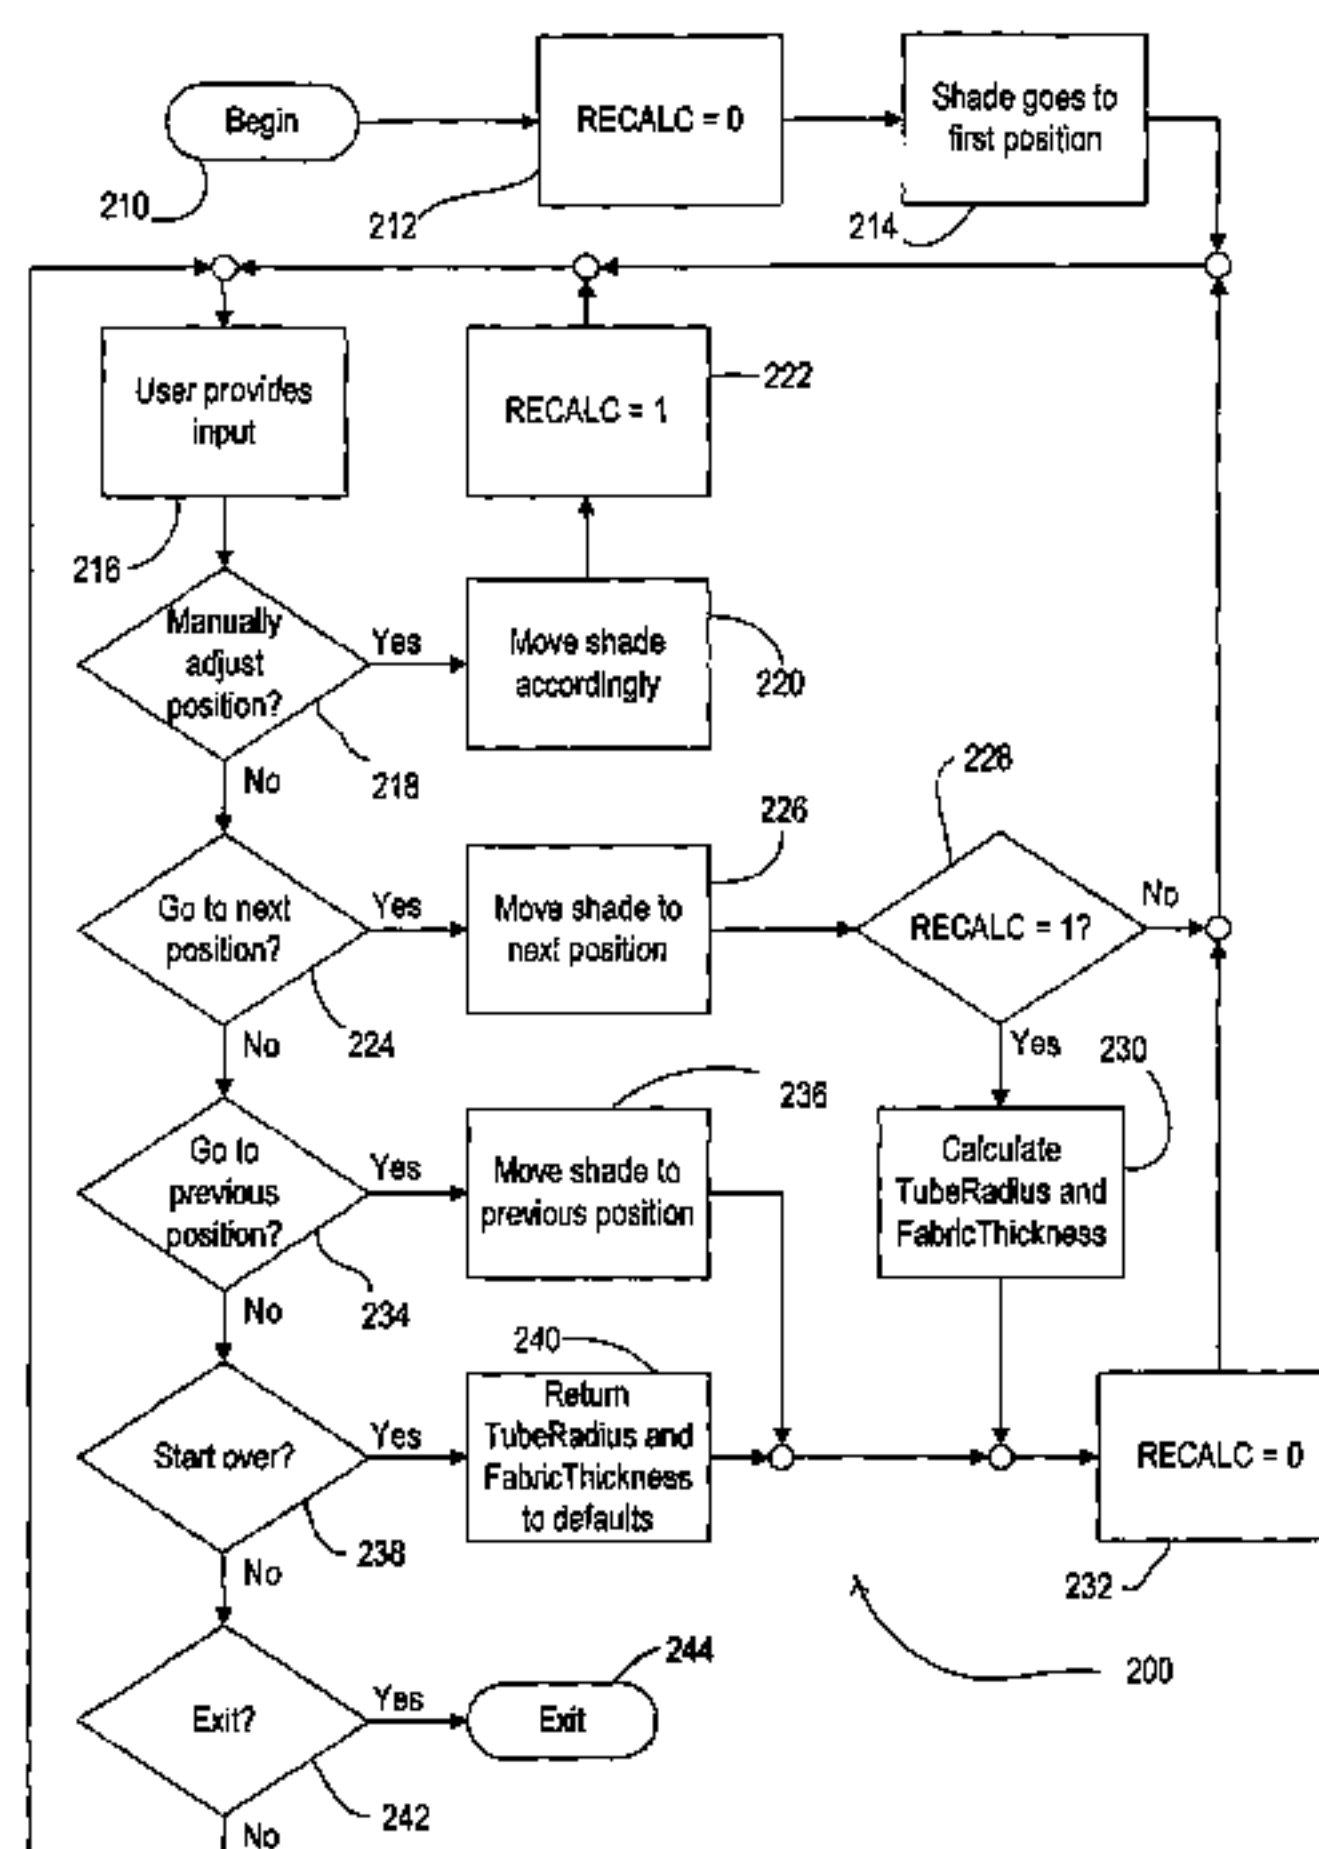 Begin
RECALC = 0
Shade goes to
first position
210
212
214
User provides
input
RECALC = 1
222
216
Manually
adjust
position?
Yes
Move shade
accordingly
220
No
218
228
226
Go to next
position?
Yes
Move shade to
next position
RECALC = 1?
No
No
224
Yes
230
236
Go to
previous
position?
Yes
Move shade to
previous position
Calculate
TubeRadius and
FabricThickness
No
234
240
Start over?
Yes
Return
TubeRadius and
FabricThickness
to defaults
RECALC = 0
No
238
232
244
200
Exit?
Yes
Exit
242
No